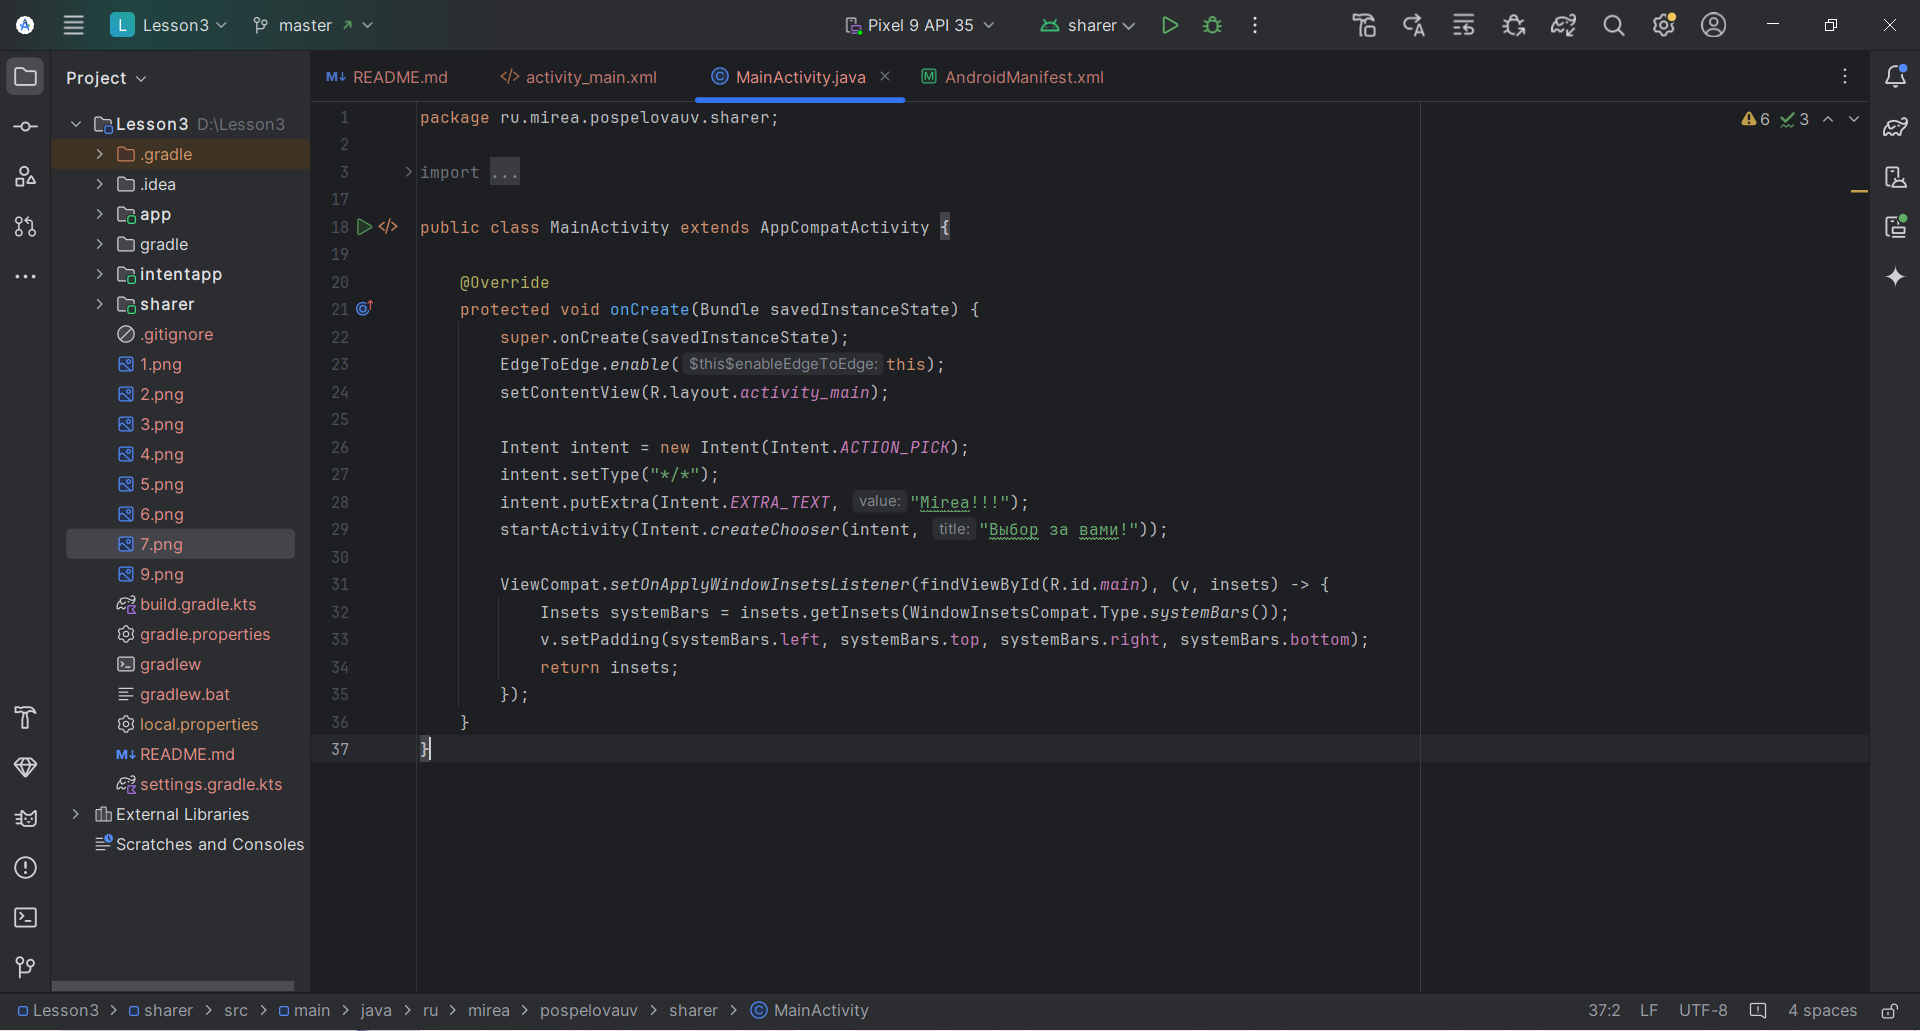 L Lesson3 master Pixel 9 API 35 sharer
Project
README.md activity_main.xml MainActivity.java AndroidManifest.xml
Lesson3 D:\Lesson3
.gradle
.idea
app
gradle
intentapp
sharer
.gitignore
1.png
2.png
3.png
4.png
5.png
6.png
7.png
9.png
build.gradle.kts
gradle.properties
gradlew
gradlew.bat
local.properties
README.md
settings.gradle.kts
External Libraries
Scratches and Consoles
6 3
1 package ru.mirea.pospelovauv.sharer;
2
3 import ...
17
18 public class MainActivity extends AppCompatActivity {
19
20 @Override
21 protected void onCreate(Bundle savedInstanceState) {
22 super.onCreate(savedInstanceState);
23 EdgeToEdge.enable( $this$enableEdgeToEdge: this);
24 setContentView(R.layout.activity_main);
25
26 Intent intent = new Intent(Intent.ACTION_PICK);
27 intent.setType("*/*");
28 intent.putExtra(Intent.EXTRA_TEXT, value: "Mirea!!!");
29 startActivity(Intent.createChooser(intent, title: "Выбор за вами!"));
30
31 ViewCompat.setOnApplyWindowInsetsListener(findViewById(R.id.main), (v, insets) -> {
32 Insets systemBars = insets.getInsets(WindowInsetsCompat.Type.systemBars());
33 v.setPadding(systemBars.left, systemBars.top, systemBars.right, systemBars.bottom);
34 return insets;
35 });
36 }
37 }
Lesson3 > sharer > src > main > java > ru > mirea > pospelovauv > sharer > MainActivity 37:2 LF UTF-8 4 spaces